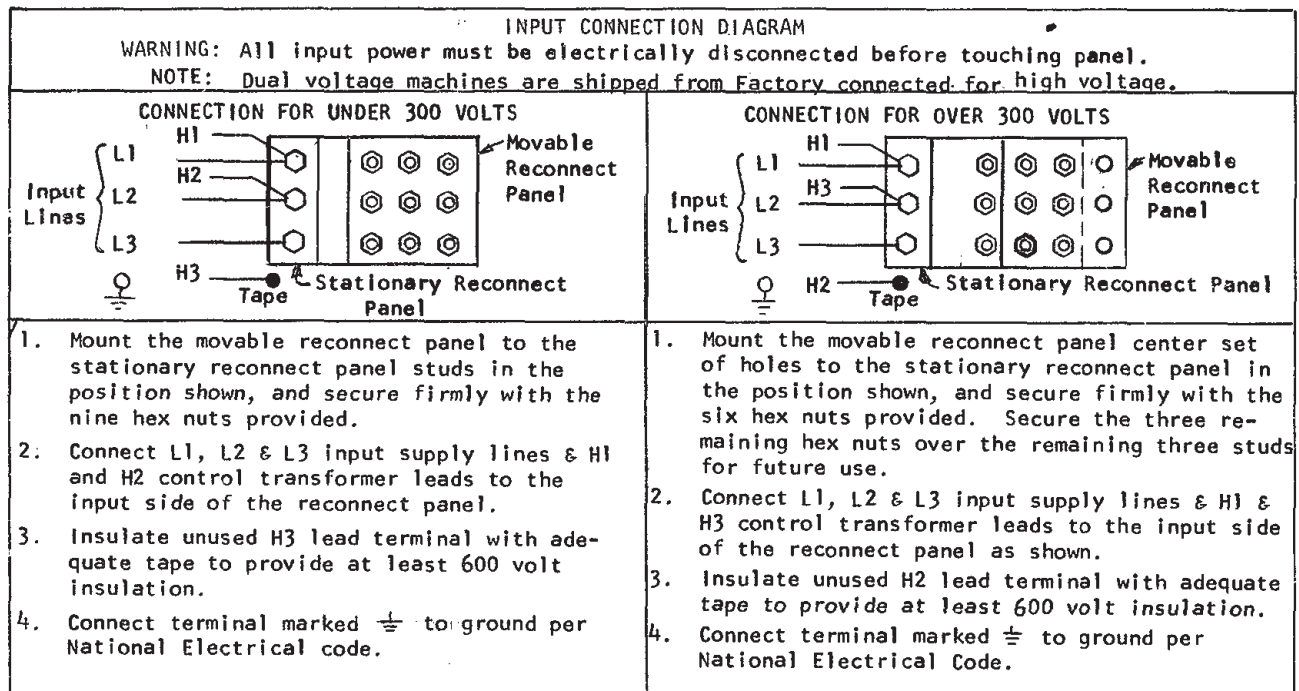 INPUT CONNECTION DIAGRAM
WARNING: All input power must be electrically disconnected before touching panel.
NOTE: Dual voltage machines are shipped from Factory connected for high voltage.
CONNECTION FOR UNDER 300 VOLTS
H1
L1
H2
Input
Lines
L2
L3
H3
Tape
Movable
Reconnect
Panel
Stationary Reconnect
Panel
1. Mount the movable reconnect panel to the
stationary reconnect panel studs in the
position shown, and secure firmly with the
nine hex nuts provided.
2. Connect L1, L2 & L3 input supply lines & H1
and H2 control transformer leads to the
input side of the reconnect panel.
3. Insulate unused H3 lead terminal with ade-
quate tape to provide at least 600 volt
insulation.
4. Connect terminal marked ⏚ to ground per
National Electrical code.
CONNECTION FOR OVER 300 VOLTS
H1
L1
H3
Input
Lines
L2
L3
H2
Tape
Movable
Reconnect
Panel
Stationary Reconnect Panel
1. Mount the movable reconnect panel center set
of holes to the stationary reconnect panel in
the position shown, and secure firmly with the
six hex nuts provided. Secure the three re-
maining hex nuts over the remaining three studs
for future use.
2. Connect L1, L2 & L3 input supply lines & H1 &
H3 control transformer leads to the input side
of the reconnect panel as shown.
3. Insulate unused H2 lead terminal with adequate
tape to provide at least 600 volt insulation.
4. Connect terminal marked ⏚ to ground per
National Electrical Code.